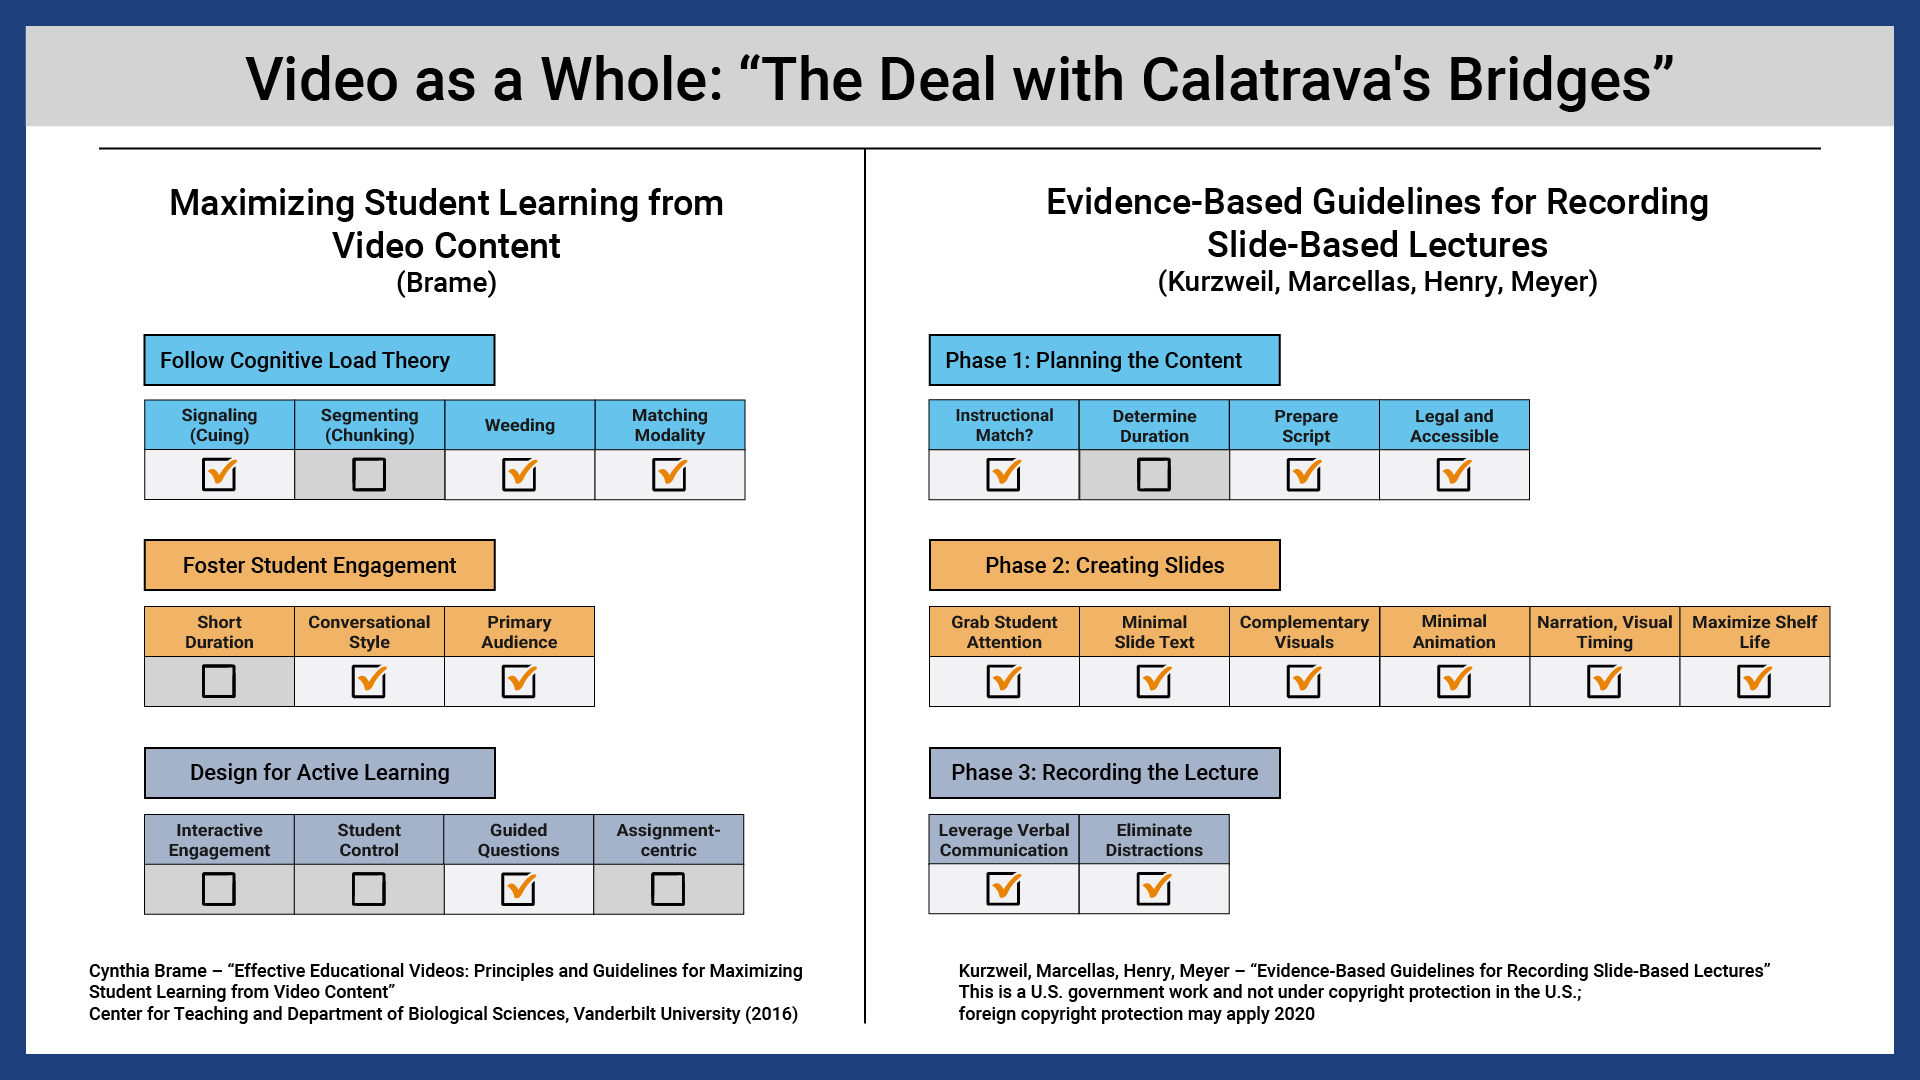 Video as a Whole: “The Deal with Calatrava's Bridges”
Maximizing Student Learning from
Video Content
(Brame)
Follow Cognitive Load Theory
Signaling
(Cuing)
Segmenting
(Chunking)
Weeding
Matching
Modality
Foster Student Engagement
Short
Duration
Conversational
Style
Primary
Audience
Design for Active Learning
Interactive
Engagement
Student
Control
Guided
Questions
Assignment-
centric
Cynthia Brame – “Effective Educational Videos: Principles and Guidelines for Maximizing
Student Learning from Video Content”
Center for Teaching and Department of Biological Sciences, Vanderbilt University (2016)
Evidence-Based Guidelines for Recording
Slide-Based Lectures
(Kurzweil, Marcellas, Henry, Meyer)
Phase 1: Planning the Content
Instructional
Match?
Determine
Duration
Prepare
Script
Legal and
Accessible
Phase 2: Creating Slides
Grab Student
Attention
Minimal
Slide Text
Complementary
Visuals
Minimal
Animation
Narration, Visual
Timing
Maximize Shelf
Life
Phase 3: Recording the Lecture
Leverage Verbal
Communication
Eliminate
Distractions
Kurzweil, Marcellas, Henry, Meyer – “Evidence-Based Guidelines for Recording Slide-Based Lectures”
This is a U.S. government work and not under copyright protection in the U.S.;
foreign copyright protection may apply 2020